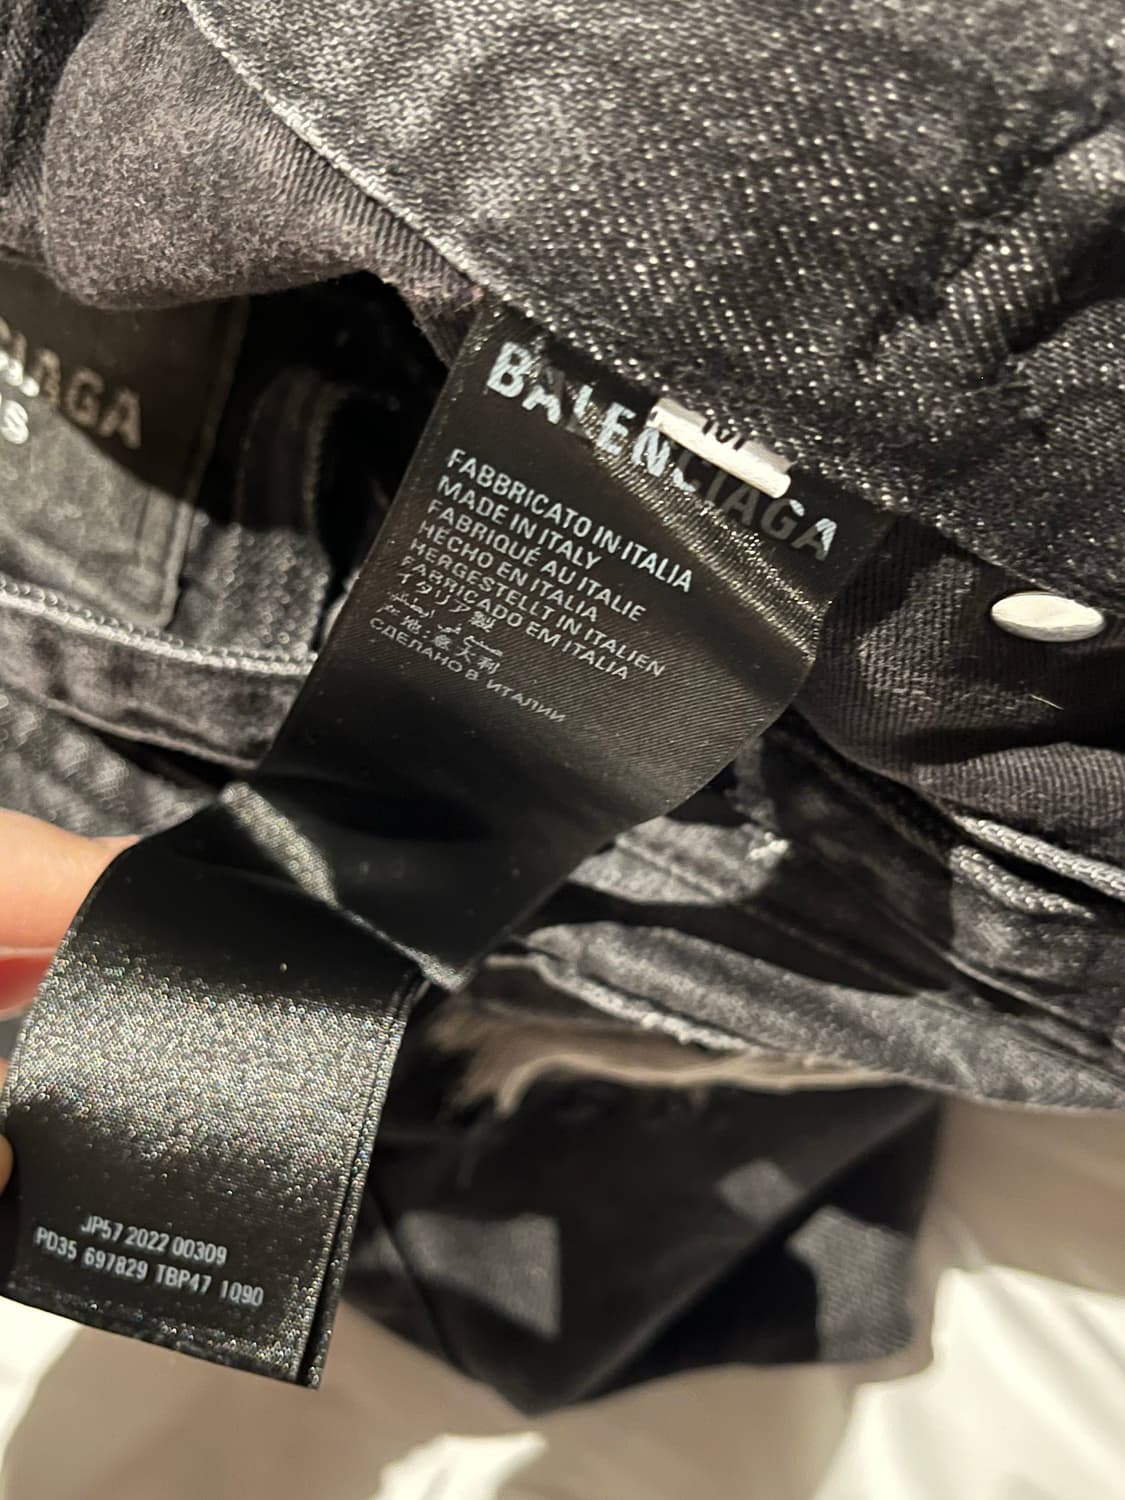 BALENCIAGA
M
FABBRICATO IN ITALIA
MADE IN ITALY
FABRIQUÉ AU ITALIE
HECHO EN ITALIA
HERGESTELLT IN ITALIEN
FABRICADO EM ITÁLIA
イタリア製
产地:意大利
СДЕЛАНО В ИТАЛИИ
JP57 2022 00309
PD35 697829 TBP47 1090